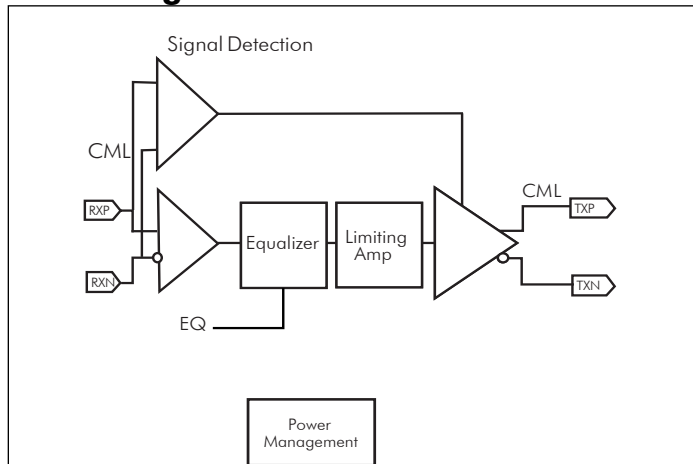 Signal Detection
CML
RXP
RXN
Equalizer
Limiting
Amp
CML
TXP
TXN
EQ
Power
Management